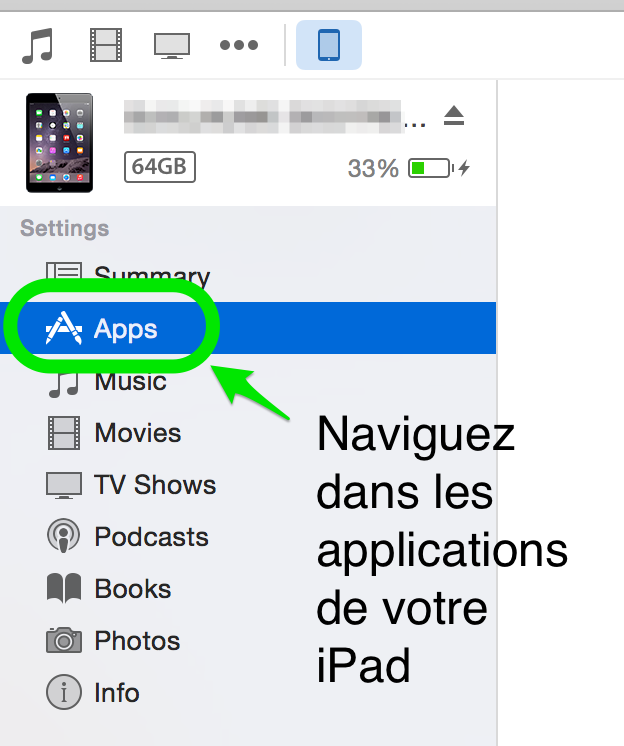 ...
64GB
33%
Settings
Summary
Apps
Music
Movies
TV Shows
Podcasts
Books
Photos
Info
Naviguez
dans les
applications
de votre
iPad